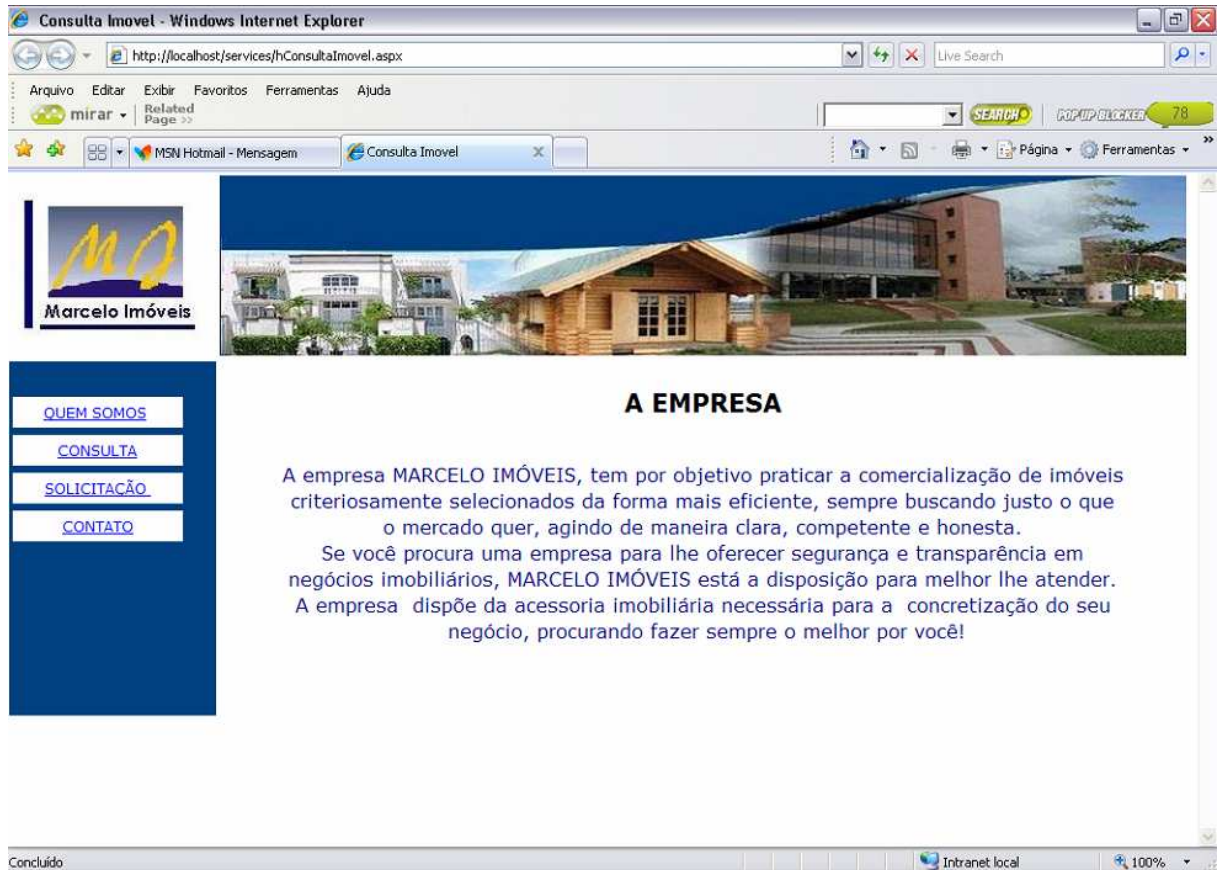 Consulta Imovel - Windows Internet Explorer
http://localhost/services/hConsultaImovel.aspx
Live Search
Arquivo Editar Exibir Favoritos Ferramentas Ajuda
mirar
Related
Page >>
SEARCH
POPUP BLOCKER 78
MSN Hotmail - Mensagem
Consulta Imovel
Página
Ferramentas
Marcelo Imóveis
QUEM SOMOS
CONSULTA
SOLICITAÇÃO
CONTATO
A EMPRESA
A empresa MARCELO IMÓVEIS, tem por objetivo praticar a comercialização de imóveis
criteriosamente selecionados da forma mais eficiente, sempre buscando justo o que
o mercado quer, agindo de maneira clara, competente e honesta.
Se você procura uma empresa para lhe oferecer segurança e transparência em
negócios imobiliários, MARCELO IMÓVEIS está a disposição para melhor lhe atender.
A empresa dispõe da acessoria imobiliária necessária para a concretização do seu
negócio, procurando fazer sempre o melhor por você!
Concluído
Intranet local
100%